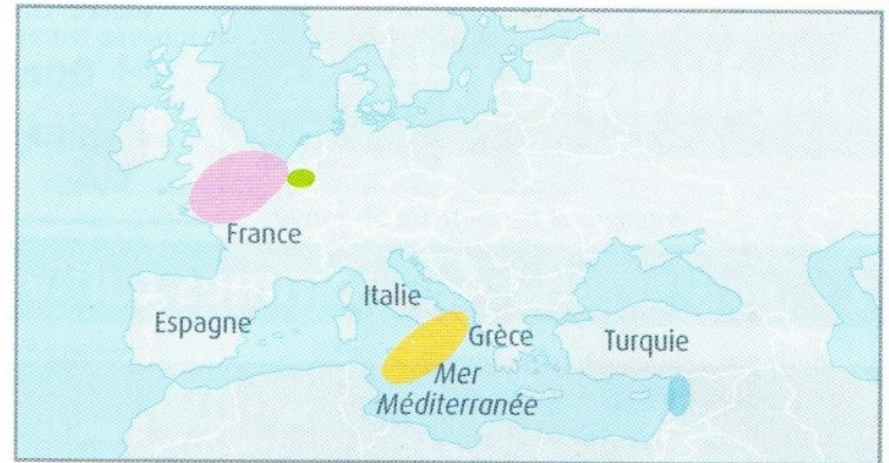 France
Italie
Espagne
Grèce
Turquie
Mer
Méditerranée